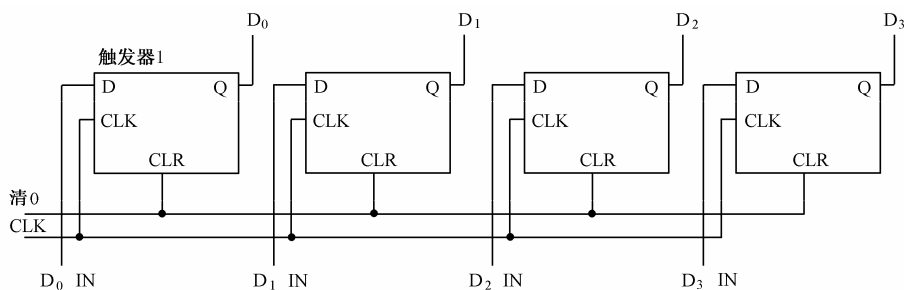 D₀ D₁ D₂ D₃
触发器1
D Q D Q D Q D Q
CLK CLK CLK CLK
CLR CLR CLR CLR
清0
CLK
D₀ IN D₁ IN D₂ IN D₃ IN